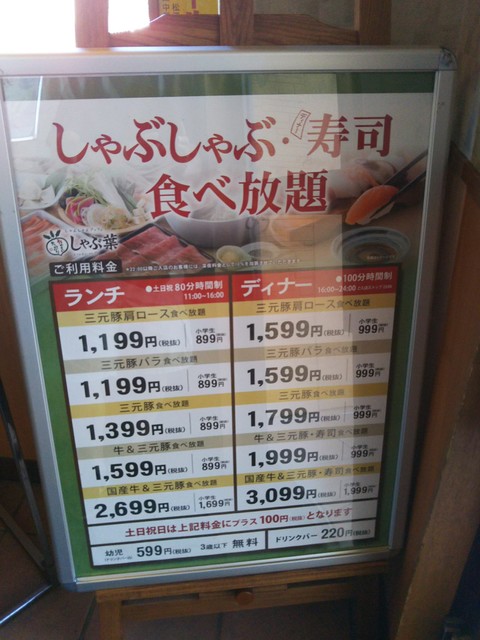 しゃぶしゃぶ・ディナー 寿司
食べ放題
しゃぶ葉
ご利用料金
ランチ ●土日祝80分時間制
11:00~16:00
三元豚肩ロース食べ放題
1,199円(税抜) 小学生 899円
三元豚バラ食べ放題
1,199円(税抜) 小学生 899円
三元豚食べ放題
1,399円(税抜) 小学生 899円
牛&三元豚食べ放題
1,599円(税抜) 小学生 899円
国産牛&三元豚食べ放題
2,699円(税抜) 小学生 1,699円
ディナー ●100分時間制
16:00~24:00
三元豚肩ロース食べ放題
1,599円(税抜) 小学生 999円
三元豚バラ食べ放題
1,599円(税抜) 小学生 999円
三元豚食べ放題
1,799円(税抜) 小学生 999円
牛&三元豚・寿司食べ放題
1,999円(税抜) 小学生 999円
国産牛&三元豚・寿司食べ放題
3,099円(税抜) 小学生 1,999円
土日祝日は上記料金にプラス100円(税抜)となります
幼児 599円(税抜) 3歳以下 無料
ドリンクバー 220円(税抜)